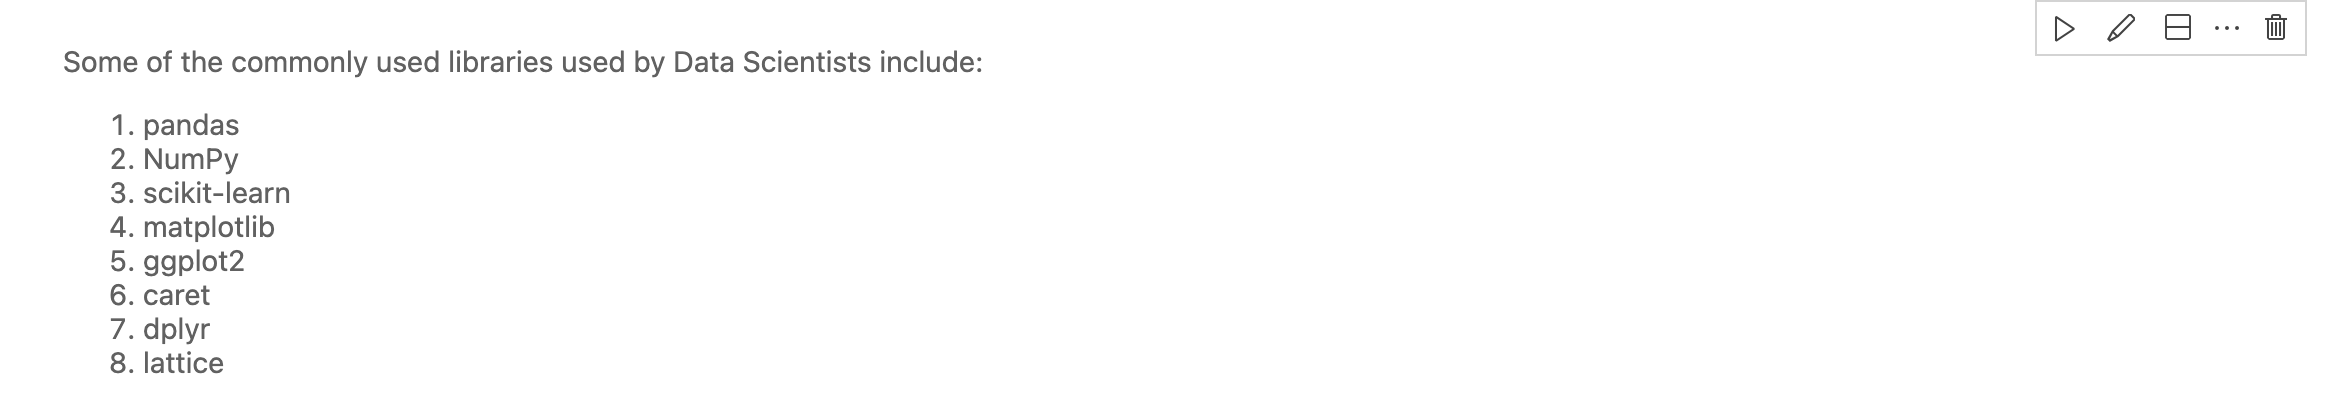 Some of the commonly used libraries used by Data Scientists include:
1. pandas
2. NumPy
3. scikit-learn
4. matplotlib
5. ggplot2
6. caret
7. dplyr
8. lattice